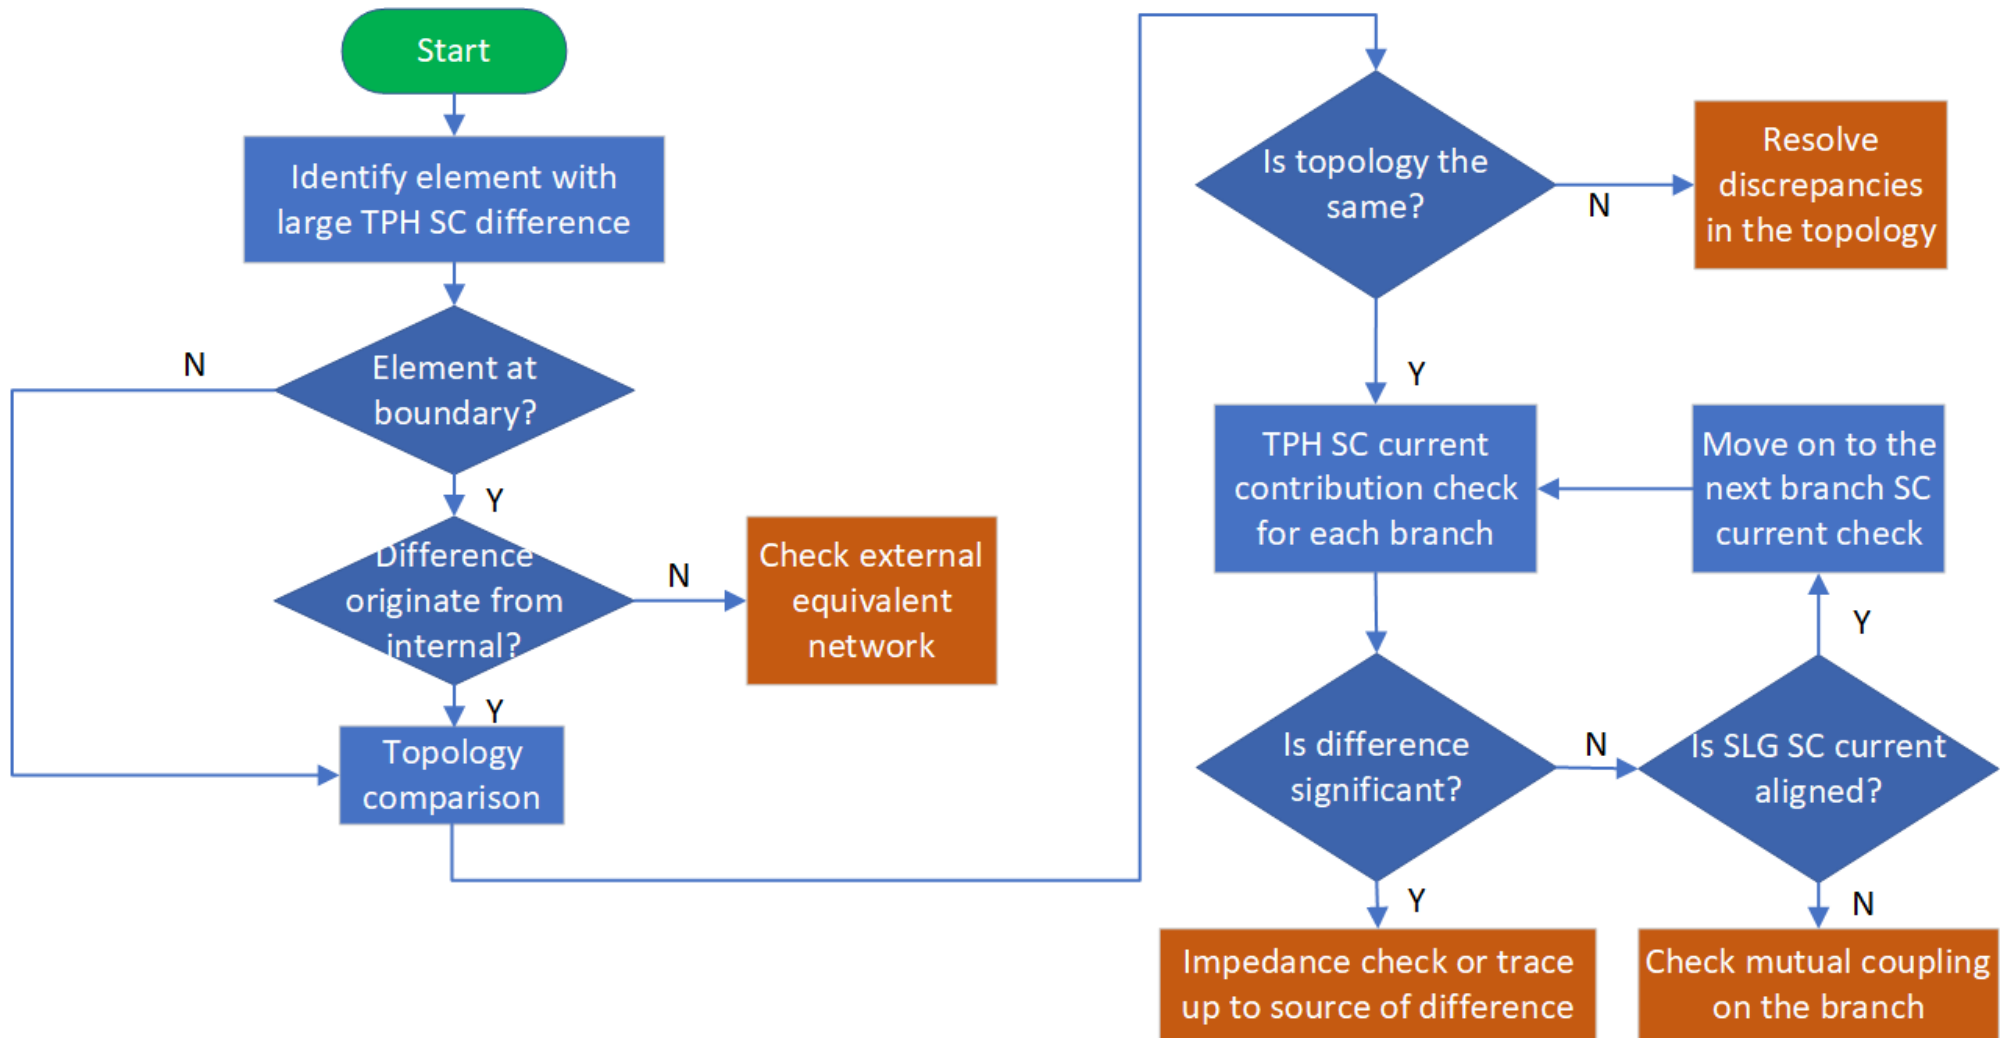 Start
Identify element with
large TPH SC difference
Element at
boundary?
N
Y
Difference
originate from
internal?
N
Check external
equivalent
network
Y
Topology
comparison
Is topology the
same?
N
Resolve
discrepancies
in the topology
Y
TPH SC current
contribution check
for each branch
Move on to the
next branch SC
current check
Y
Is difference
significant?
N
Is SLG SC current
aligned?
Y
N
Impedance check or trace
up to source of difference
Check mutual coupling
on the branch